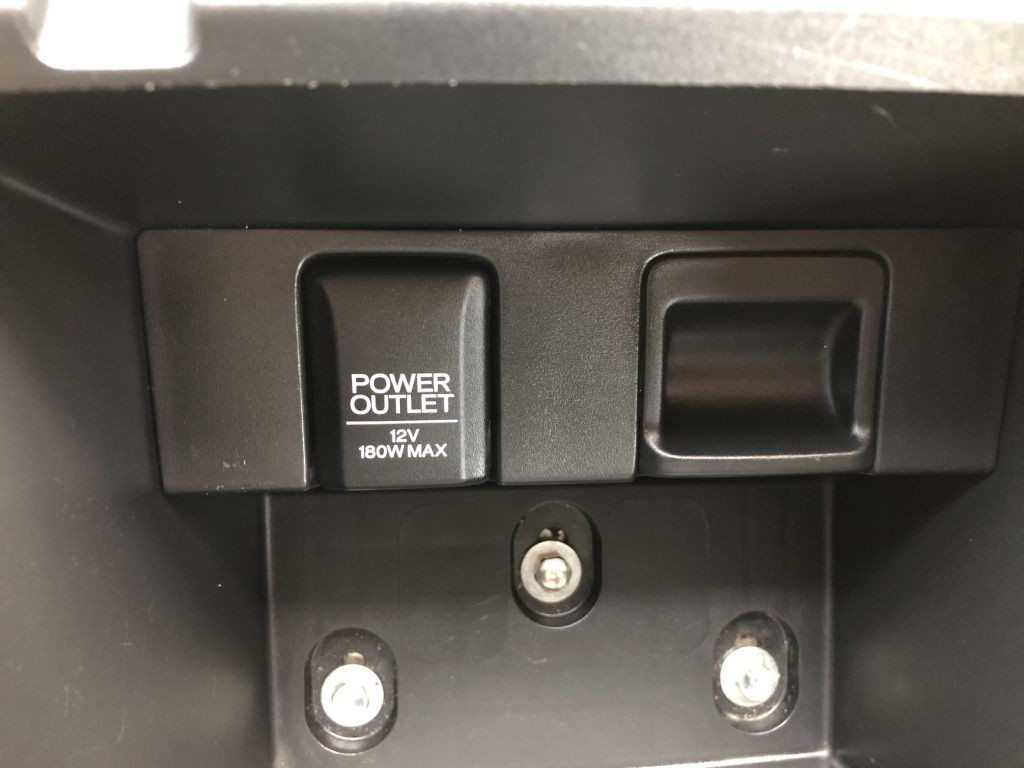 POWER
OUTLET
12V
180W MAX